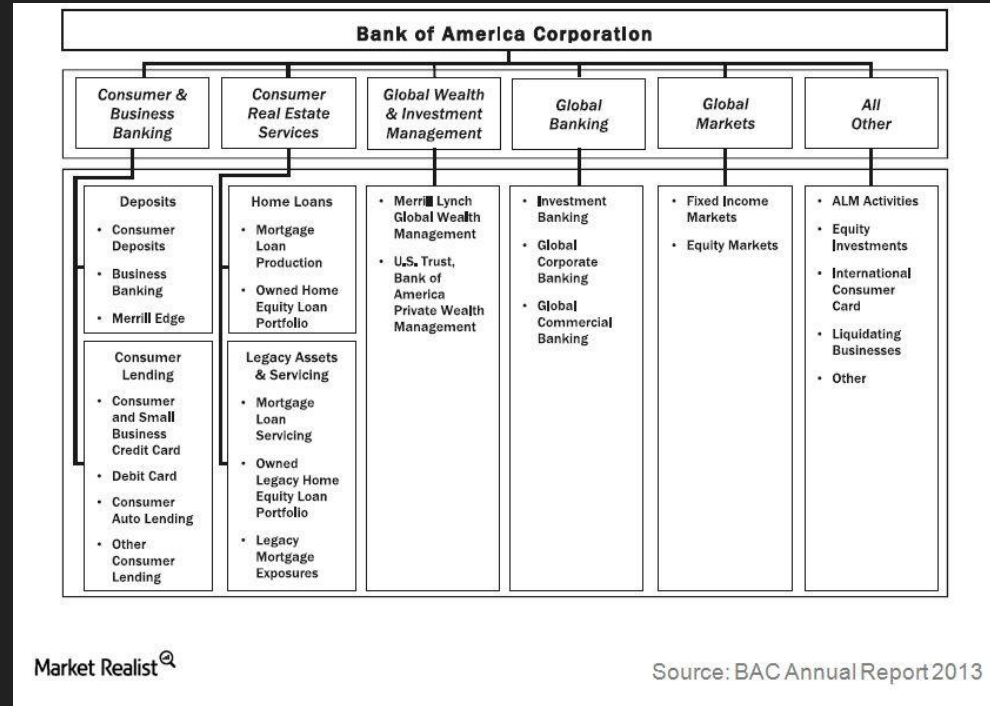 Bank of America Corporation
Consumer &
Business
Banking
Consumer
Real Estate
Services
Global Wealth
& Investment
Management
Global
Banking
Global
Markets
All
Other
Deposits
• Consumer
Deposits
• Business
Banking
• Merrill Edge
Consumer
Lending
• Consumer
and Small
Business
Credit Card
• Debit Card
• Consumer
Auto Lending
• Other
Consumer
Lending
Home Loans
• Mortgage
Loan
Production
• Owned Home
Equity Loan
Portfolio
Legacy Assets
& Servicing
• Mortgage
Loan
Servicing
• Owned
Legacy Home
Equity Loan
Portfolio
• Legacy
Mortgage
Exposures
• Merrill Lynch
Global Wealth
Management
• U.S. Trust,
Bank of
America
Private Wealth
Management
• Investment
Banking
• Global
Corporate
Banking
• Global
Commercial
Banking
• Fixed Income
Markets
• Equity Markets
• ALM Activities
• Equity
Investments
• International
Consumer
Card
• Liquidating
Businesses
• Other
Market Realist
Source: BAC Annual Report 2013